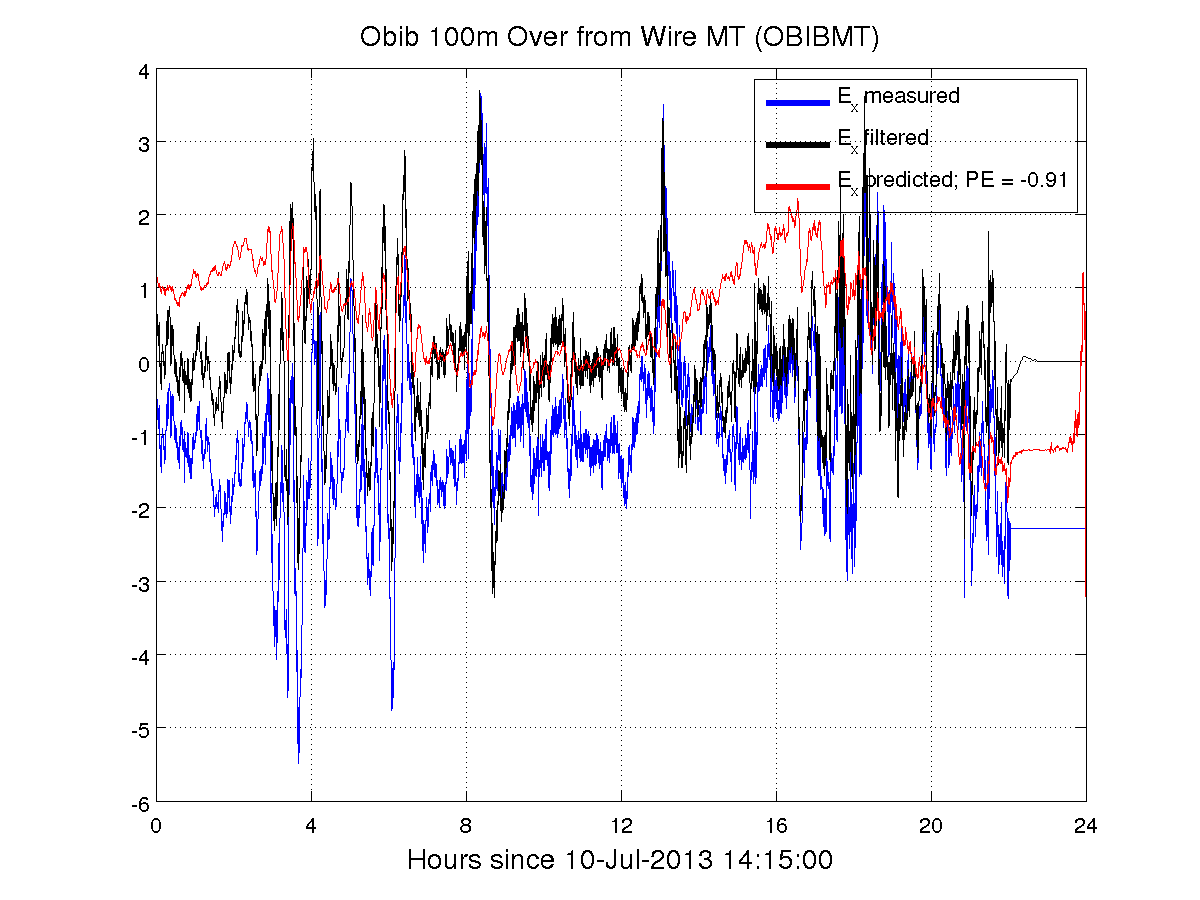 Obib 100m Over from Wire MT (OBIBMT)
Ex measured
Ex filtered
Ex predicted; PE = -0.91
4
3
2
1
0
-1
-2
-3
-4
-5
-6
0 4 8 12 16 20 24
Hours since 10-Jul-2013 14:15:00